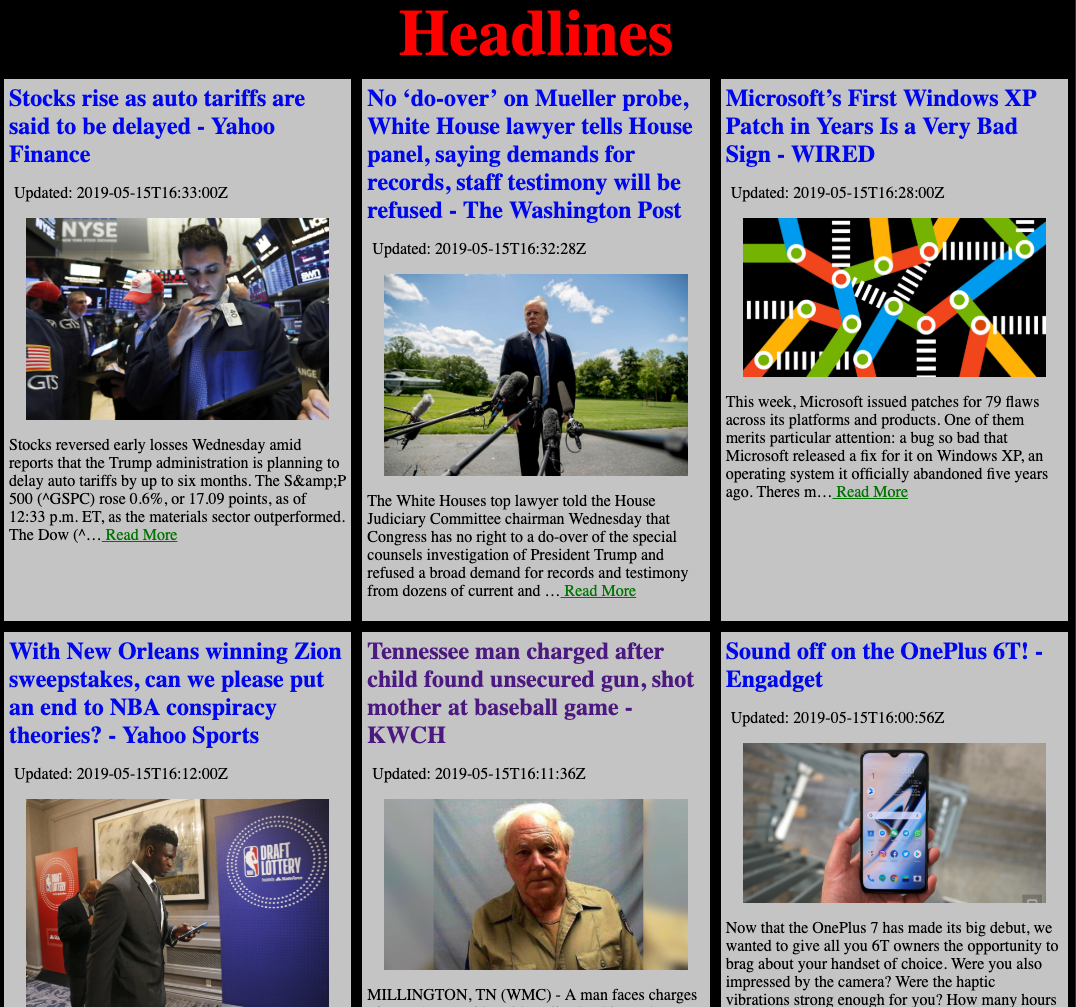 Headlines
Stocks rise as auto tariffs are
said to be delayed - Yahoo
Finance
Updated: 2019-05-15T16:33:00Z
NYSE
GTS
GTS
Stocks reversed early losses Wednesday amid
reports that the Trump administration is planning to
delay auto tariffs by up to six months. The S&amp;P
500 (^GSPC) rose 0.6%, or 17.09 points, as of
12:33 p.m. ET, as the materials sector outperformed.
The Dow (^… Read More
No ‘do-over’ on Mueller probe,
White House lawyer tells House
panel, saying demands for
records, staff testimony will be
refused - The Washington Post
Updated: 2019-05-15T16:32:28Z
The White Houses top lawyer told the House
Judiciary Committee chairman Wednesday that
Congress has no right to a do-over of the special
counsels investigation of President Trump and
refused a broad demand for records and testimony
from dozens of current and … Read More
Microsoft’s First Windows XP
Patch in Years Is a Very Bad
Sign - WIRED
Updated: 2019-05-15T16:28:00Z
This week, Microsoft issued patches for 79 flaws
across its platforms and products. One of them
merits particular attention: a bug so bad that
Microsoft released a fix for it on Windows XP, an
operating system it officially abandoned five years
ago. Theres m… Read More
With New Orleans winning Zion
sweepstakes, can we please put
an end to NBA conspiracy
theories? - Yahoo Sports
Updated: 2019-05-15T16:12:00Z
DRAFT
LOTTERY
DRAFT
LOTTERY
Tennessee man charged after
child found unsecured gun, shot
mother at baseball game -
KWCH
Updated: 2019-05-15T16:11:36Z
MILLINGTON, TN (WMC) - A man faces charges
Sound off on the OnePlus 6T! -
Engadget
Updated: 2019-05-15T16:00:56Z
Now that the OnePlus 7 has made its big debut, we
wanted to give all you 6T owners the opportunity to
brag about your handset of choice. Were you also
impressed by the camera? Were the haptic
vibrations strong enough for you? How many hours